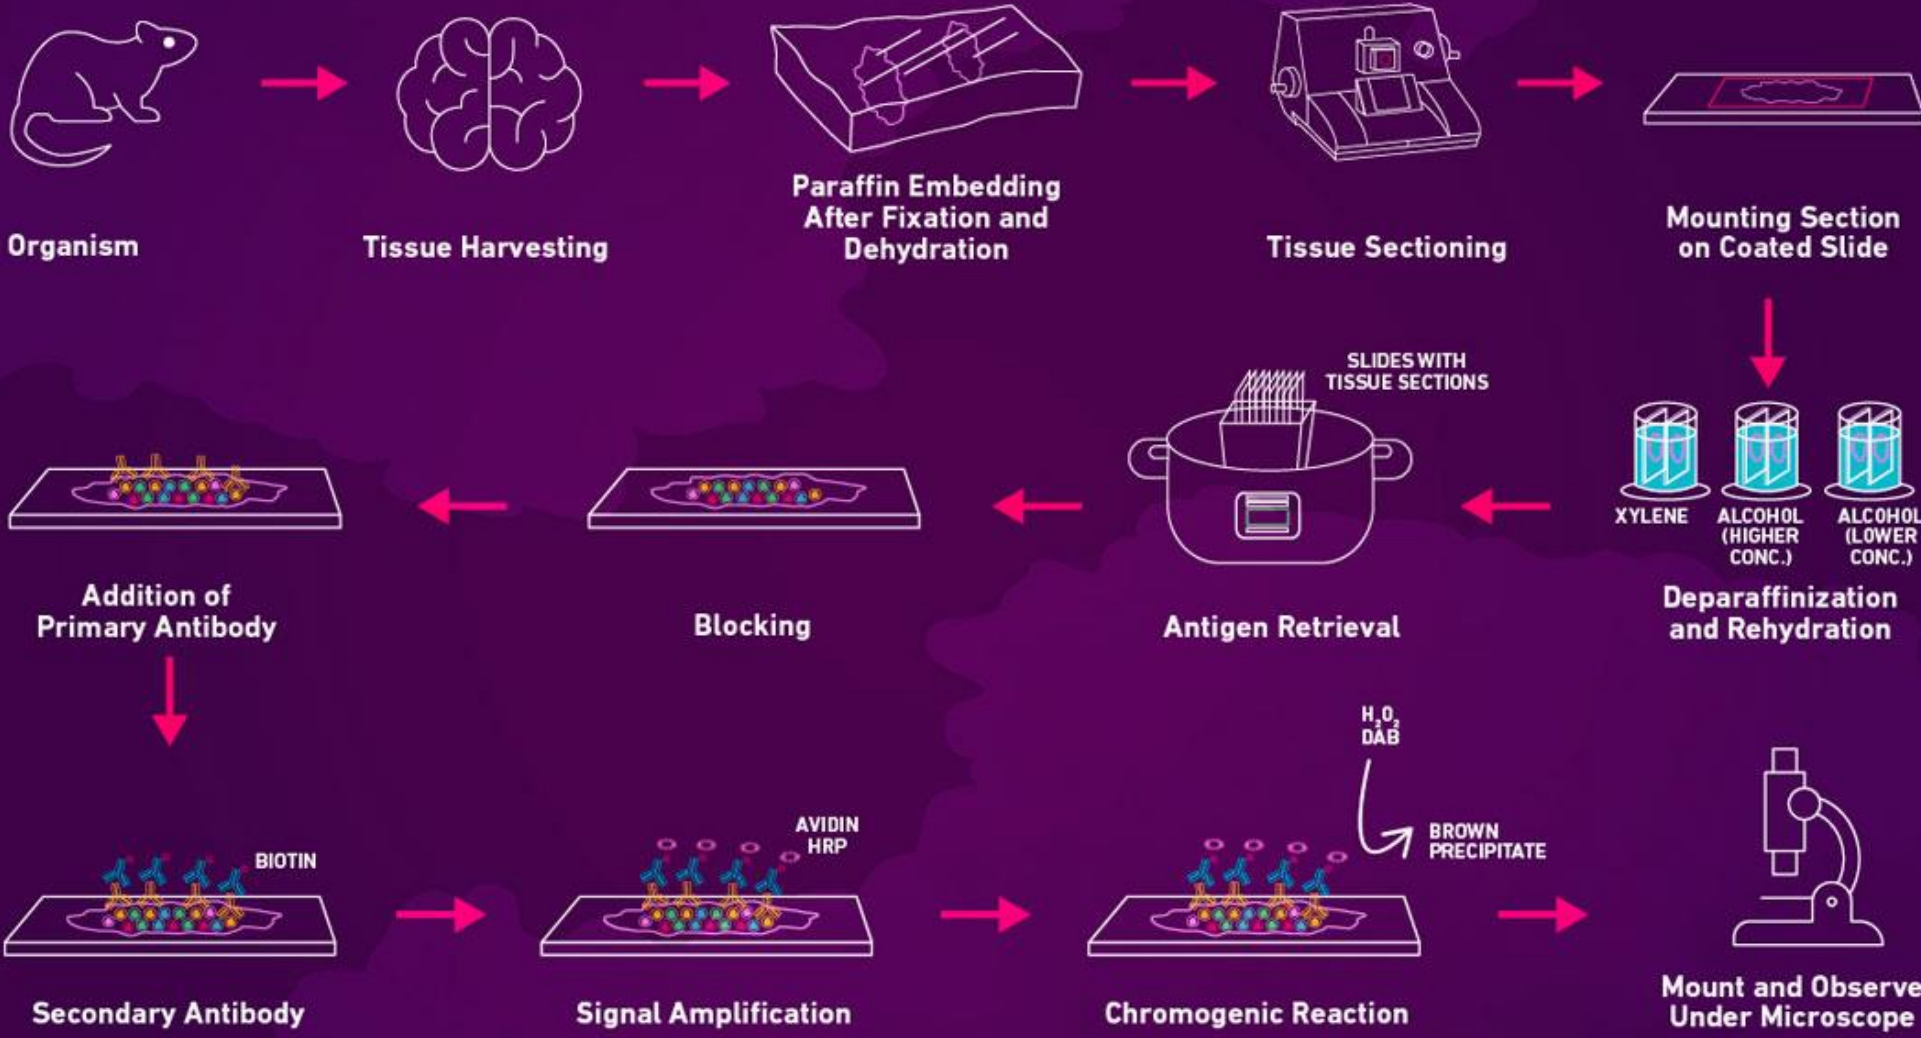 Organism
Tissue Harvesting
Paraffin Embedding
After Fixation and
Dehydration
Tissue Sectioning
Mounting Section
on Coated Slide
XYLENE
ALCOHOL
(HIGHER
CONC.)
ALCOHOL
(LOWER
CONC.)
Deparaffinization
and Rehydration
SLIDES WITH
TISSUE SECTIONS
Antigen Retrieval
Blocking
Addition of
Primary Antibody
BIOTIN
Secondary Antibody
AVIDIN
HRP
Signal Amplification
H₂O₂
DAB
BROWN
PRECIPITATE
Chromogenic Reaction
Mount and Observe
Under Microscope